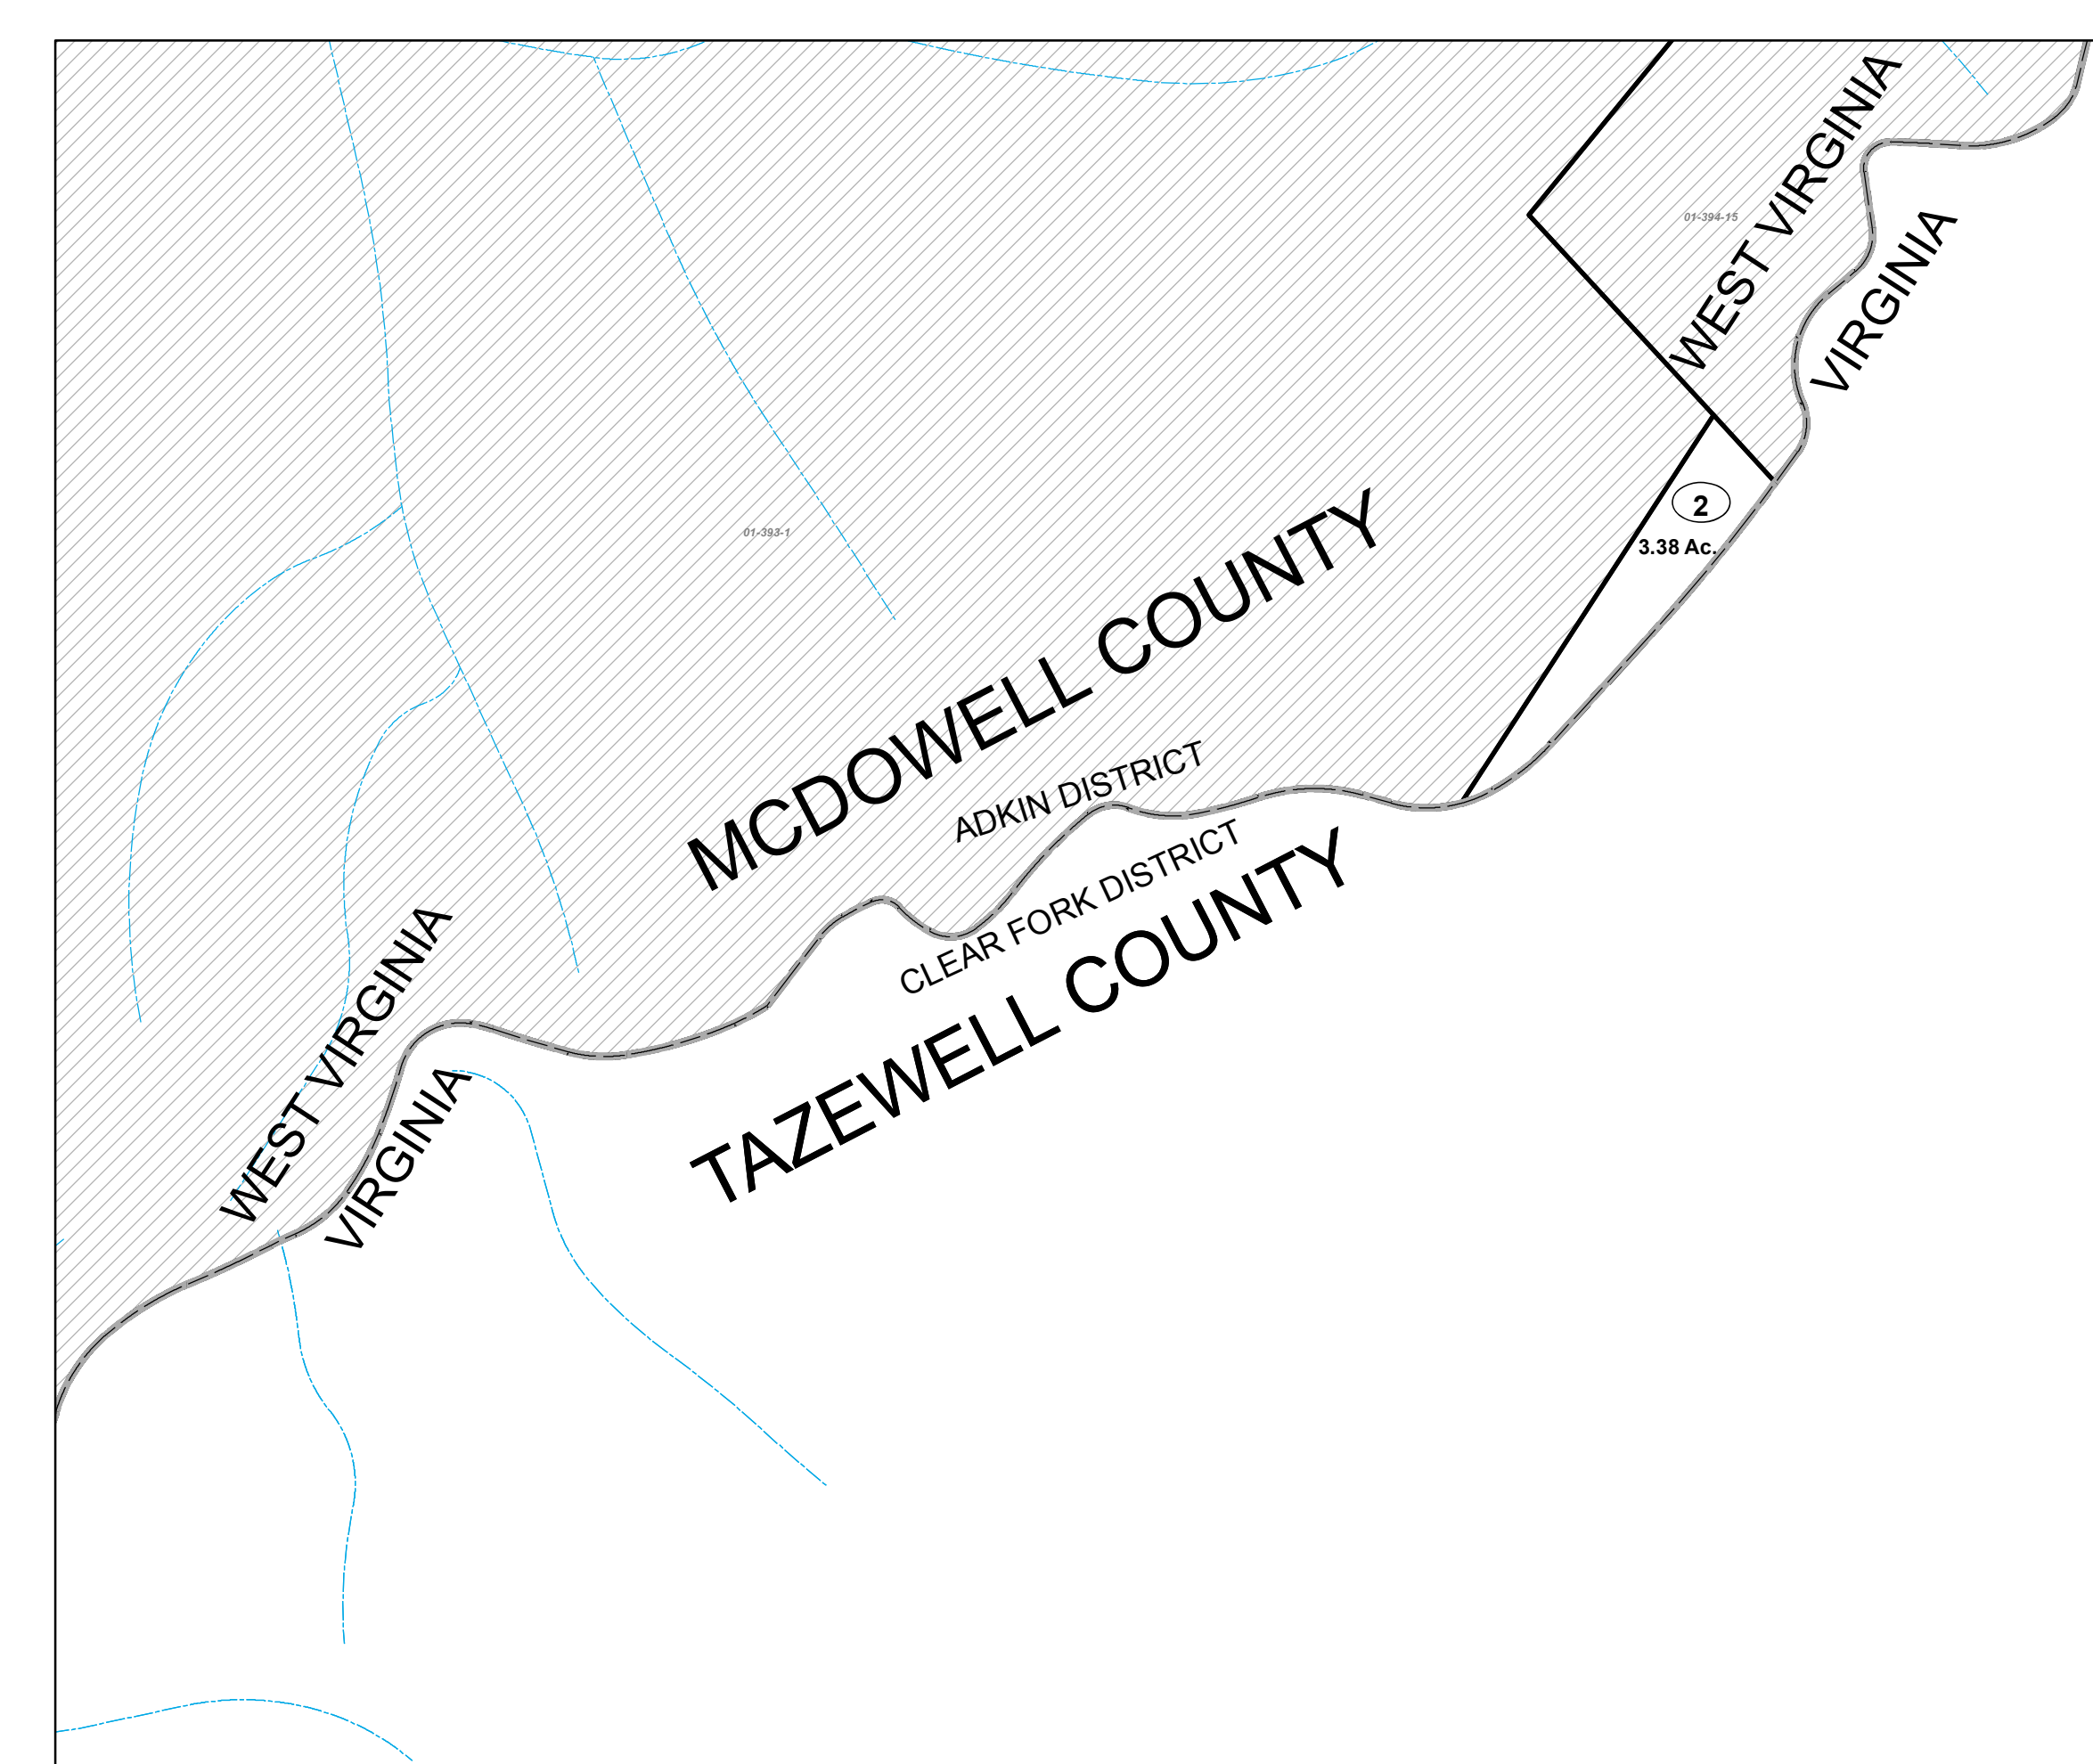 WEST VIRGINIA
01-394-15
VIRGINIA
2
3.38 Ac.
01-393-1
MCDOWELL COUNTY
ADKIN DISTRICT
CLEAR FORK DISTRICT
TAZEWELL COUNTY
WEST VIRGINIA
VIRGINIA